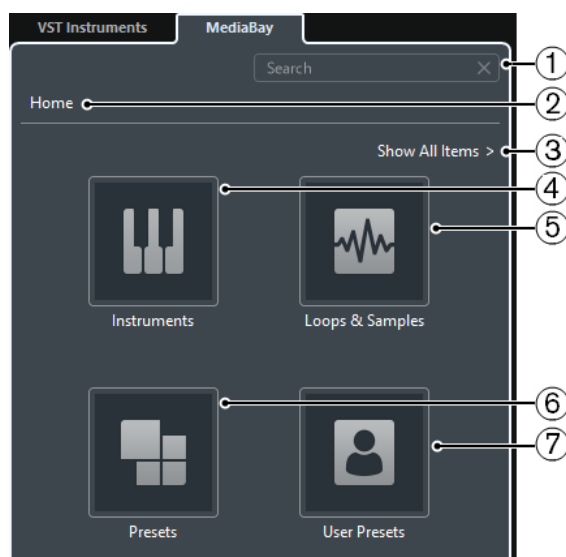 VST Instruments MediaBay
Search ①
Home ②
Show All Items > ③
④
⑤
Instruments Loops & Samples
⑥
⑦
Presets User Presets